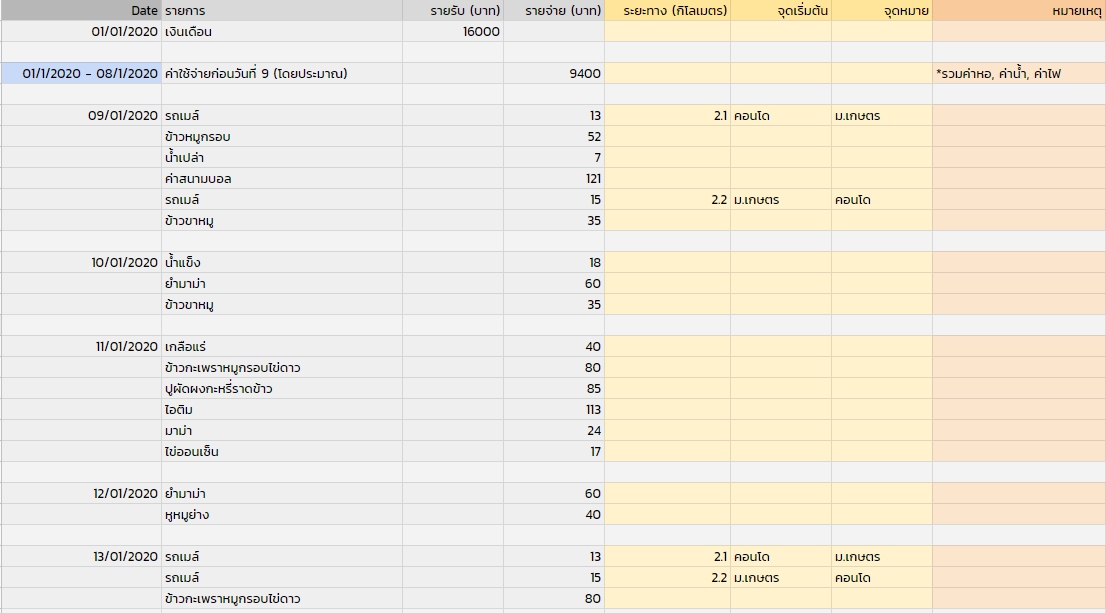 Date รายการ รายรับ (บาท) รายจ่าย (บาท) ระยะทาง (กิโลเมตร) จุดเริ่มต้น จุดหมาย หมายเหตุ
01/01/2020 เงินเดือน 16000
01/1/2020 - 08/1/2020 ค่าใช้จ่ายก่อนวันที่ 9 (โดยประมาณ) 9400 *รวมค่าหอ, ค่าน้ำ, ค่าไฟ
09/01/2020 รถเมล์ 13 2.1 คอนโด ม.เกษตร
ข้าวหมูกรอบ 52
น้ำเปล่า 7
ค่าสนามบอล 121
รถเมล์ 15 2.2 ม.เกษตร คอนโด
ข้าวขาหมู 35
10/01/2020 น้ำแข็ง 18
ยำมาม่า 60
ข้าวขาหมู 35
11/01/2020 เกลือแร่ 40
ข้าวกะเพราหมูกรอบไข่ดาว 80
ปูผัดผงกะหรี่ราดข้าว 85
ไอติม 113
มาม่า 24
ไข่ออนเซ็น 17
12/01/2020 ยำมาม่า 60
หูหมูย่าง 40
13/01/2020 รถเมล์ 13 2.1 คอนโด ม.เกษตร
รถเมล์ 15 2.2 ม.เกษตร คอนโด
ข้าวกะเพราหมูกรอบไข่ดาว 80